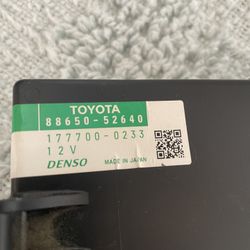 TOYOTA
88650-52640
177700-0233
12V
DENSO MADE IN JAPAN